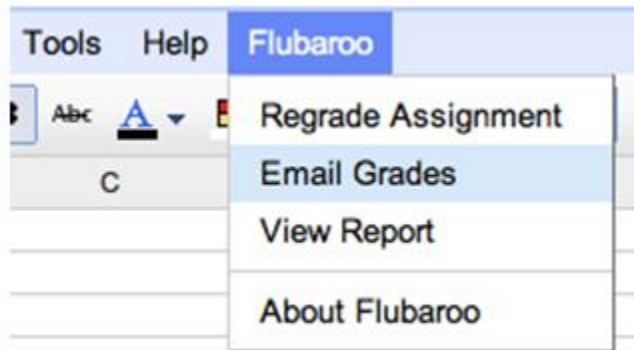 Tools Help Flubaroo
Abc A
Regrade Assignment
C
Email Grades
View Report
About Flubaroo